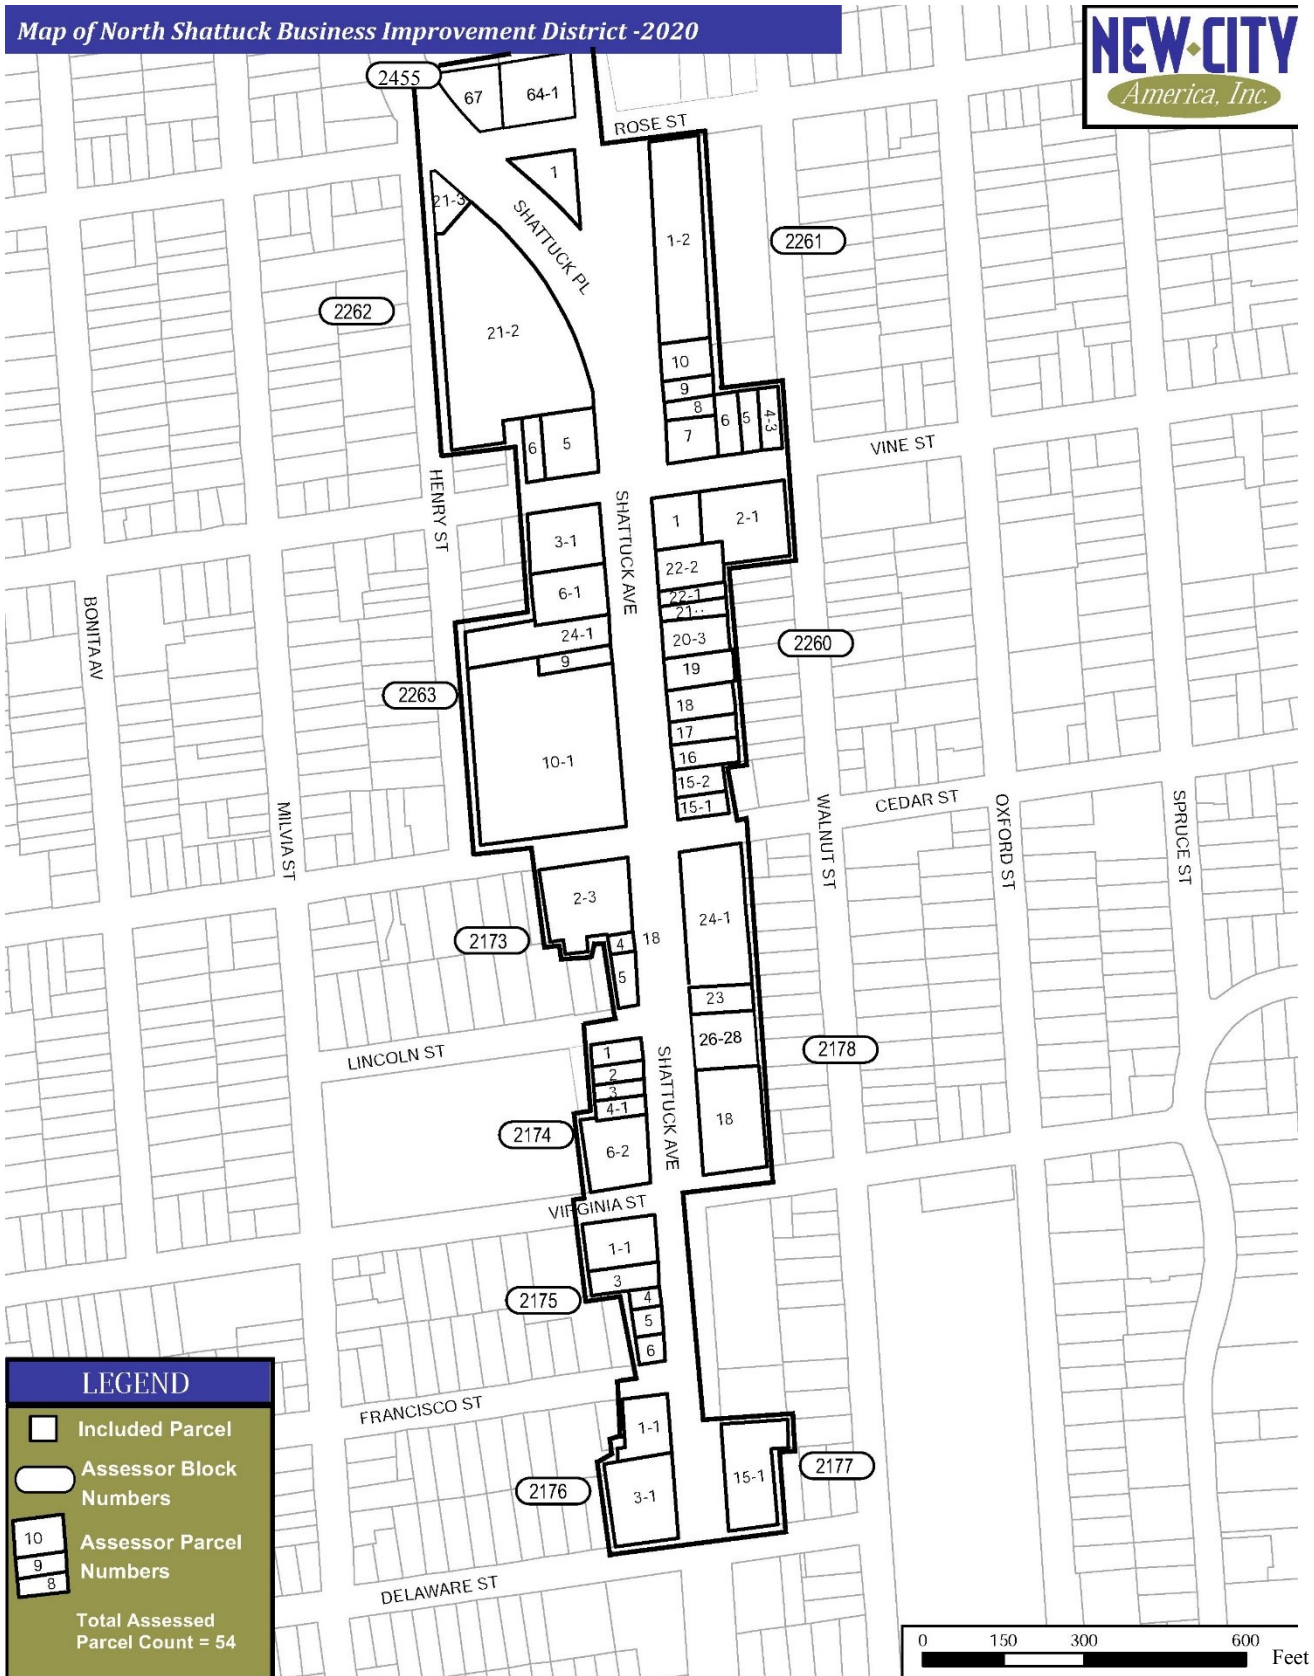 Map of North Shattuck Business Improvement District -2020
NEW CITY
America, Inc.
2455
67
64-1
ROSE ST
1
21-3
SHATTUCK PL
1-2
2261
2262
21-2
10
9
8
7
6
5
4-3
6
5
VINE ST
HENRY ST
SHATTUCK AVE
1
2-1
3-1
22-2
6-1
22-1
21
BONITA AV
24-1
20-3
2260
9
19
2263
18
17
10-1
16
15-2
15-1
MILVIA ST
WALNUT ST
CEDAR ST
OXFORD ST
SPRUCE ST
2-3
24-1
2173
4
18
5
23
LINCOLN ST
1
26-28
2178
2
3
4-1
SHATTUCK AVE
2174
6-2
18
VIRGINIA ST
1-1
3
2175
4
5
6
FRANCISCO ST
1-1
15-1
2177
2176
3-1
DELAWARE ST
LEGEND
Included Parcel
Assessor Block
Numbers
10
9
8
Assessor Parcel
Numbers
Total Assessed
Parcel Count = 54
0 150 300 600
Feet